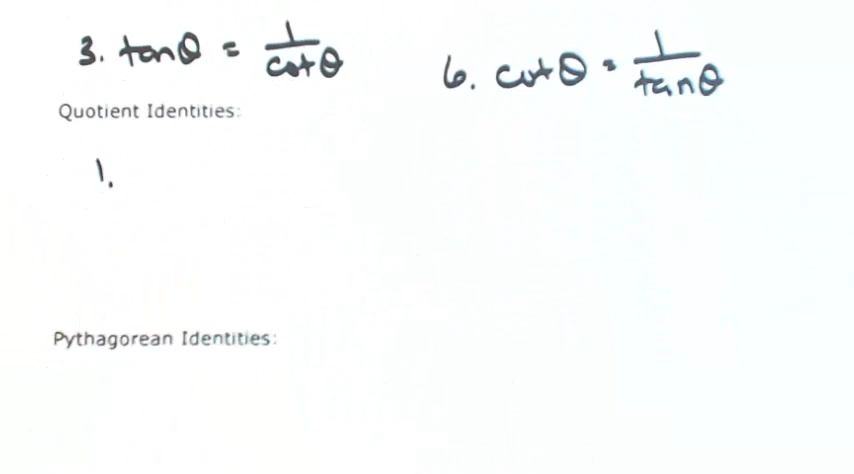 3. tanθ = 1/cotθ
6. cotθ = 1/tanθ
Quotient Identities:
1.
Pythagorean Identities: